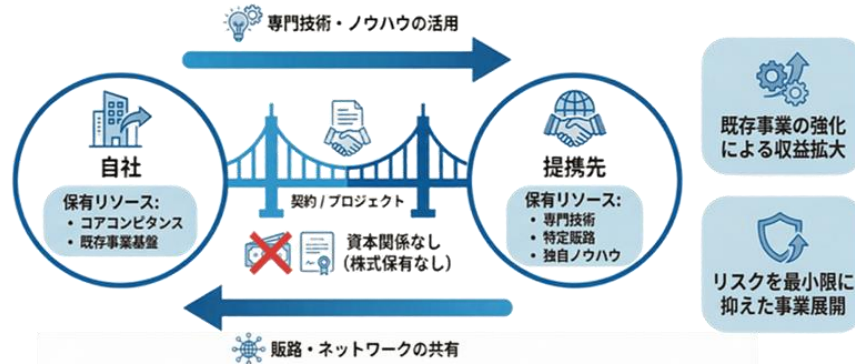 専門技術・ノウハウの活用
自社
保有リソース:
• コアコンピタンス
• 既存事業基盤
契約 / プロジェクト
資本関係なし
（株式保有なし）
提携先
保有リソース:
• 専門技術
• 特定販路
• 独自ノウハウ
販路・ネットワークの共有
既存事業の強化
による収益拡大
リスクを最小限に
抑えた事業展開